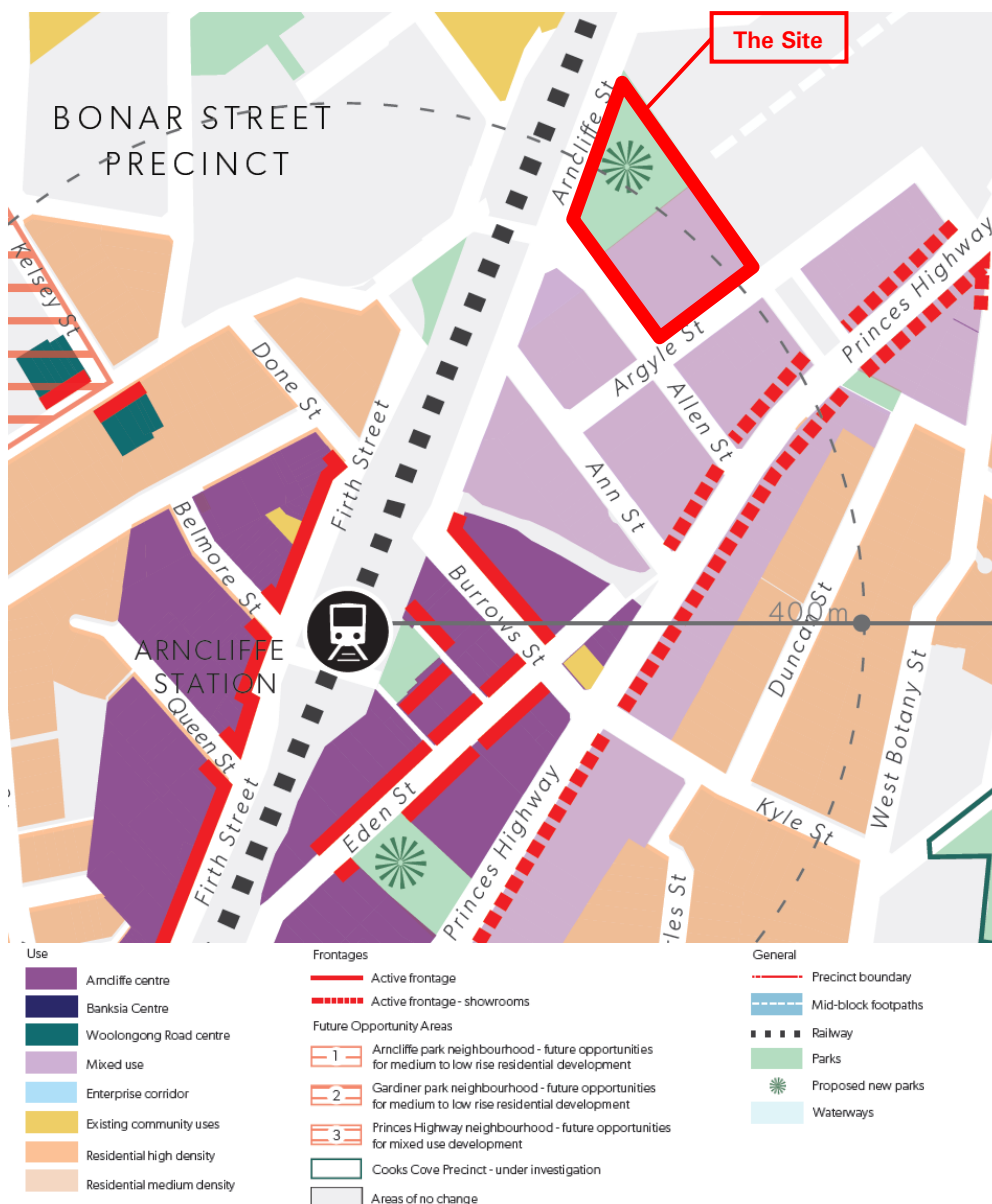 The Site
BONAR STREET
PRECINCT
Arncliffe St
Kelsey St
Done St
Firth Street
Argyle St
Allen St
Princes Highway
Ann St
Belmore St
Burrows St
400m
Duncan St
ARNCLIFFE
STATION
Queen St
West Botany St
Firth Street
Eden St
Princes Highway
Kyle St
rles St
Use
Arncliffe centre
Banksia Centre
Woolongong Road centre
Mixed use
Enterprise corridor
Existing community uses
Residential high density
Residential medium density
Frontages
Active frontage
Active frontage - showrooms
Future Opportunity Areas
1 Arncliffe park neighbourhood - future opportunities
for medium to low rise residential development
2 Gardiner park neighbourhood - future opportunities
for medium to low rise residential development
3 Princes Highway neighbourhood - future opportunities
for mixed use development
Cooks Cove Precinct - under investigation
Areas of no change
General
Precinct boundary
Mid-block footpaths
Railway
Parks
Proposed new parks
Waterways